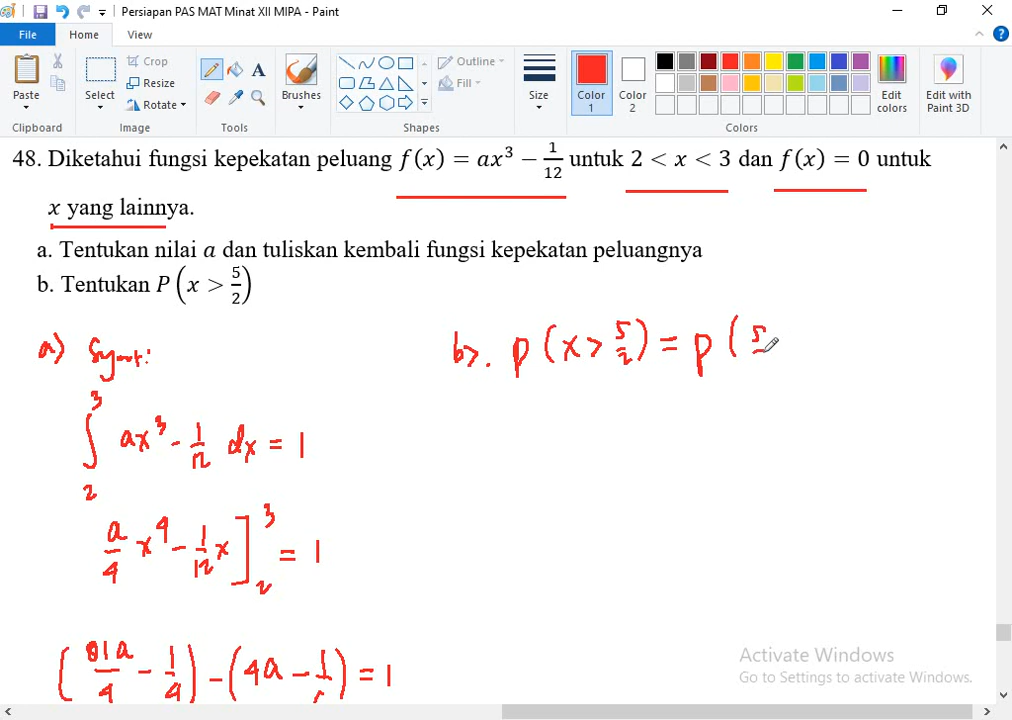 Persiapan PAS MAT Minat XII MIPA - Paint
File Home View
Paste Select Crop Resize Rotate Brushes Outline Fill Size Color 1 Color 2 Edit colors Edit with Paint 3D
Clipboard Image Tools Shapes Colors
48. Diketahui fungsi kepekatan peluang f(x) = ax³ − 1/12 untuk 2 < x < 3 dan f(x) = 0 untuk
x yang lainnya.
a. Tentukan nilai a dan tuliskan kembali fungsi kepekatan peluangnya
b. Tentukan P (x > 5/2)
a) Syarat:
∫₂³ ax³ - 1/12 dx = 1
a/4 x⁴ - 1/12 x ]₂³ = 1
(81a/4 - 1/4) - (4a - 1/
) = 1
b>. P (x > 5/2) = P (5
Activate Windows
Go to Settings to activate Windows.